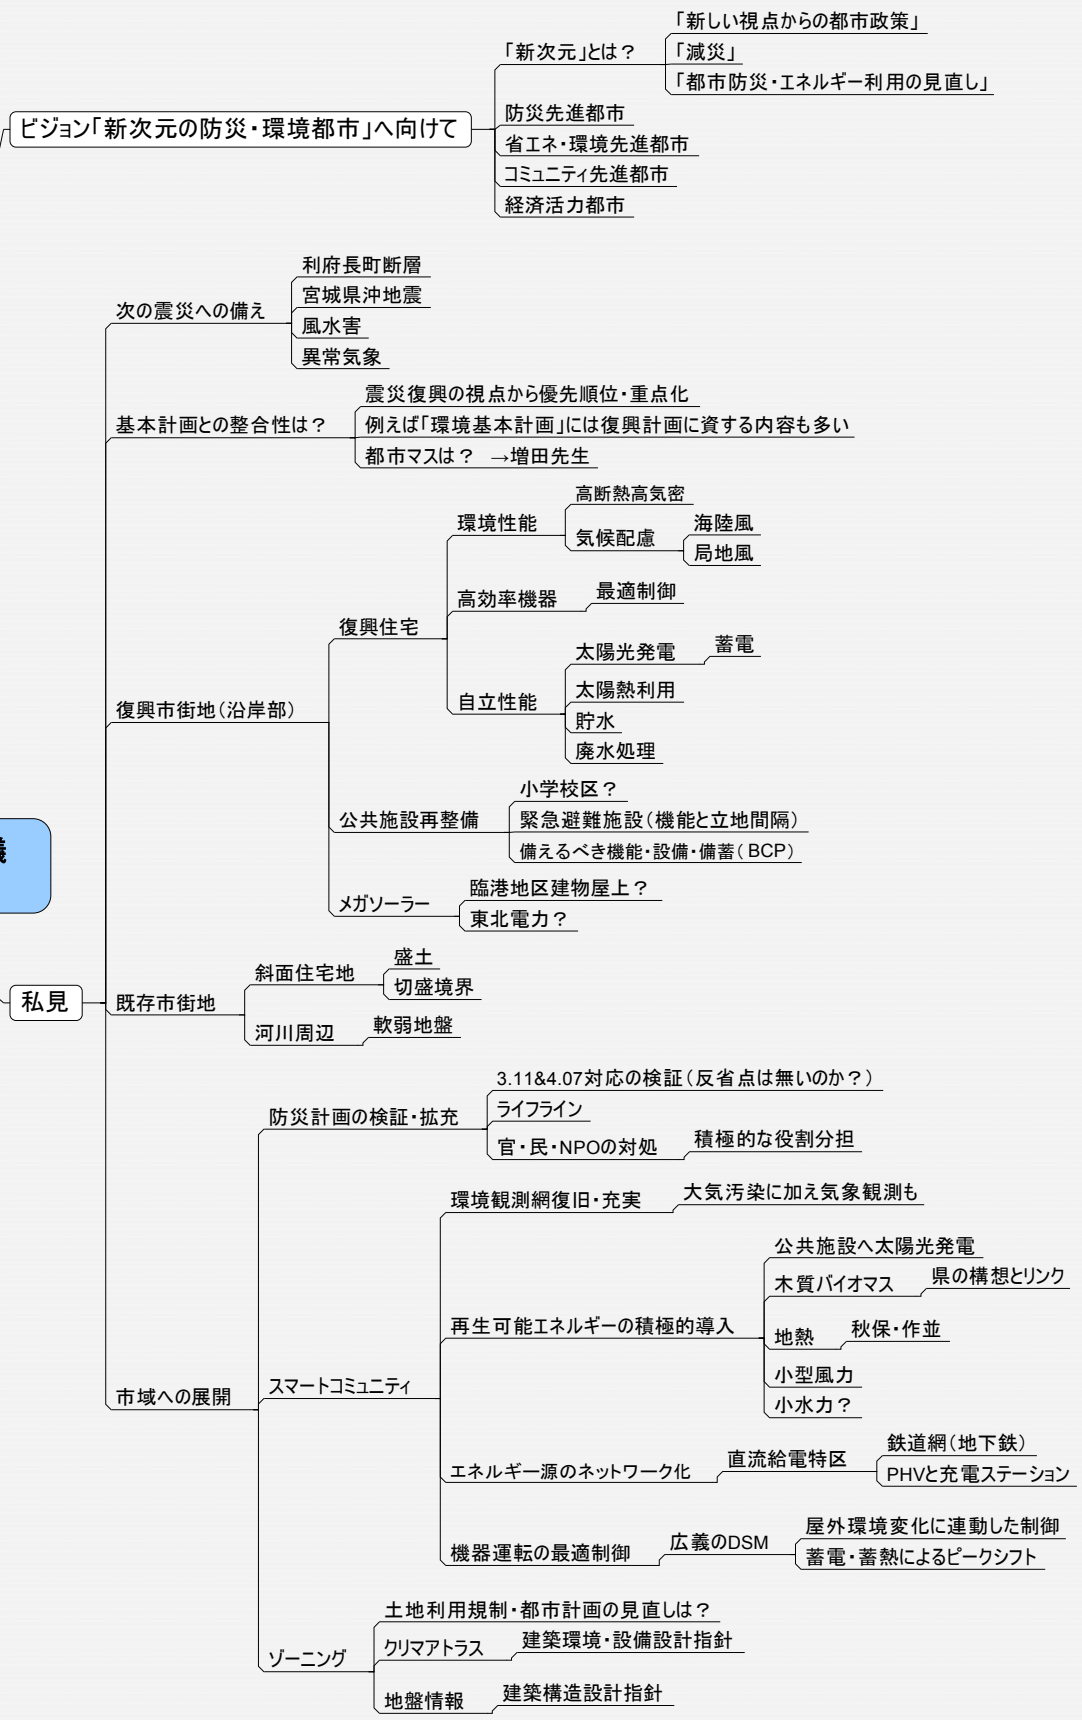 「新しい視点からの都市政策」
「新次元」とは？
「減災」
「都市防災・エネルギー利用の見直し」
ビジョン「新次元の防災・環境都市」へ向けて
防災先進都市
省エネ・環境先進都市
コミュニティ先進都市
経済活力都市
私見
次の震災への備え
利府長町断層
宮城県沖地震
風水害
異常気象
基本計画との整合性は？
震災復興の視点から優先順位・重点化
例えば「環境基本計画」には復興計画に資する内容も多い
都市マスは？　→増田先生
復興市街地（沿岸部）
復興住宅
環境性能
高断熱高気密
気候配慮
海陸風
局地風
高効率機器
最適制御
自立性能
太陽光発電
蓄電
太陽熱利用
貯水
廃水処理
公共施設再整備
小学校区？
緊急避難施設（機能と立地間隔）
備えるべき機能・設備・備蓄（BCP）
メガソーラー
臨港地区建物屋上？
東北電力？
既存市街地
斜面住宅地
盛土
切盛境界
河川周辺
軟弱地盤
市域への展開
防災計画の検証・拡充
3.11&4.07対応の検証（反省点は無いのか？）
ライフライン
官・民・NPOの対処
積極的な役割分担
スマートコミュニティ
環境観測網復旧・充実
大気汚染に加え気象観測も
再生可能エネルギーの積極的導入
公共施設へ太陽光発電
木質バイオマス
県の構想とリンク
地熱
秋保・作並
小型風力
小水力？
エネルギー源のネットワーク化
直流給電特区
鉄道網（地下鉄）
PHVと充電ステーション
機器運転の最適制御
広義のDSM
屋外環境変化に連動した制御
蓄電・蓄熱によるピークシフト
ゾーニング
土地利用規制・都市計画の見直しは？
クリマアトラス
建築環境・設備設計指針
地盤情報
建築構造設計指針